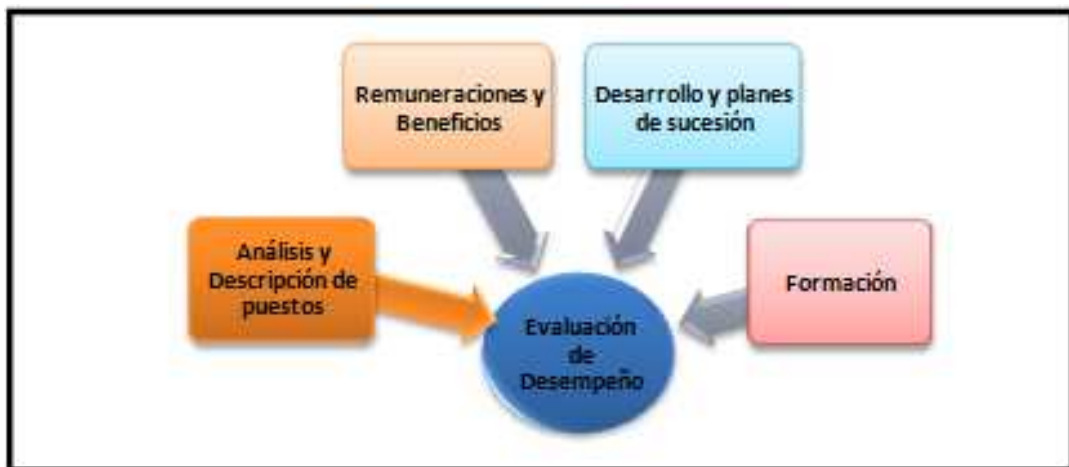 Remuneraciones y
Beneficios
Desarrollo y planes
de sucesión
Análisis y
Descripción de
puestos
Formación
Evaluación
de
Desempeño